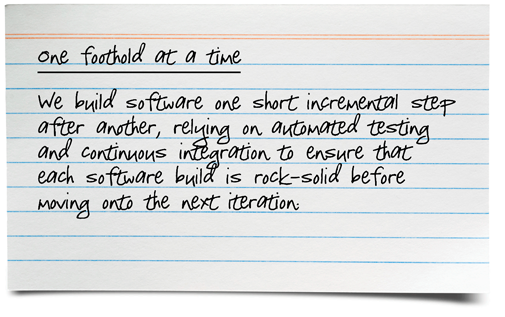 One foothold at a time
We build software one short incremental step
after another, relying on automated testing
and continuous integration to ensure that
each software build is rock-solid before
moving onto the next iteration.